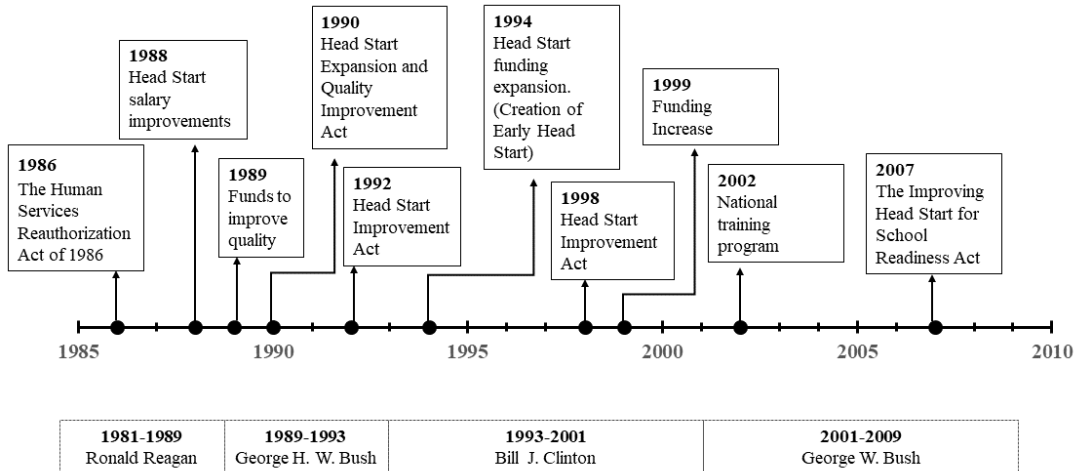 1986
The Human
Services
Reauthorization
Act of 1986
1988
Head Start
salary
improvements
1989
Funds to
improve
quality
1990
Head Start
Expansion and
Quality
Improvement
Act
1992
Head Start
Improvement
Act
1994
Head Start
funding
expansion.
(Creation of
Early Head
Start)
1998
Head Start
Improvement
Act
1999
Funding
Increase
2002
National
training
program
2007
The Improving
Head Start for
School
Readiness Act
1985 1990 1995 2000 2005 2010
1981-1989
Ronald Reagan
1989-1993
George H. W. Bush
1993-2001
Bill J. Clinton
2001-2009
George W. Bush